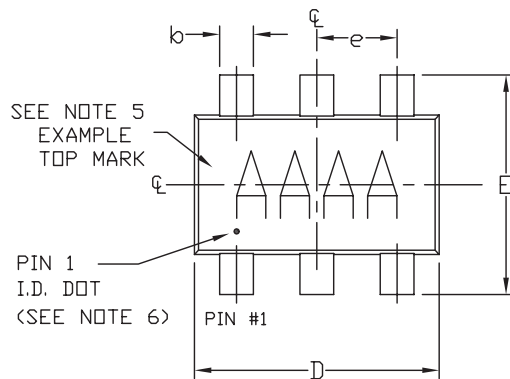 ℄
b
e
SEE NOTE 5
EXAMPLE
TOP MARK
℄
AAAA
E
PIN 1
I.D. DOT
(SEE NOTE 6)
PIN #1
D